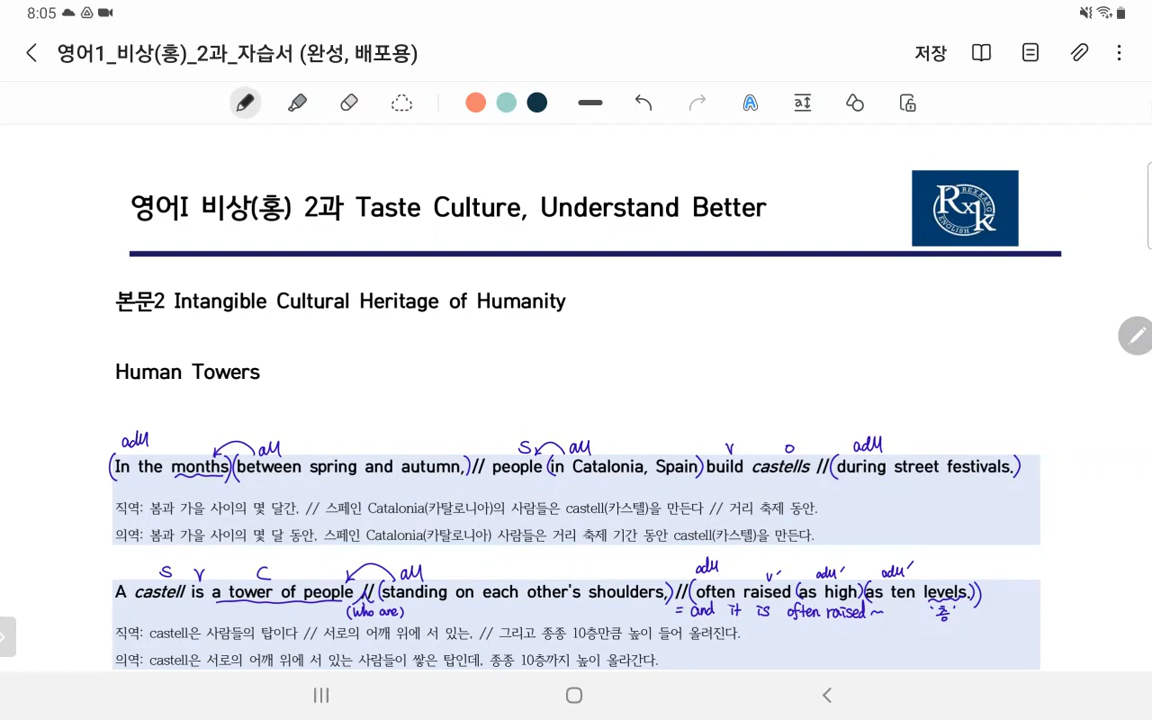 8:05
영어1_비상(홍)_2과_자습서 (완성, 배포용)
저장
영어I 비상(홍) 2과 Taste Culture, Understand Better
REXKANG RxK ENGLISH
본문2 Intangible Cultural Heritage of Humanity
Human Towers
In the months (between spring and autumn,) // people (in Catalonia, Spain) build castells // (during street festivals.)
직역: 봄과 가을 사이의 몇 달간, // 스페인 Catalonia(카탈로니아)의 사람들은 castell(카스텔)을 만든다 // 거리 축제 동안.
의역: 봄과 가을 사이의 몇 달 동안, 스페인 Catalonia(카탈로니아) 사람들은 거리 축제 기간 동안 castell(카스텔)을 만든다.
S V C
A castell is a tower of people // (standing on each other's shoulders,) // (often raised (as high) (as ten levels.))
(who are) = and it is often raised~ '층'
직역: castell은 사람들의 탑이다 // 서로의 어깨 위에 서 있는, // 그리고 종종 10층만큼 높이 들어 올려진다.
의역: castell은 서로의 어깨 위에 서 있는 사람들이 쌓은 탑인데, 종종 10층까지 높이 올라간다.